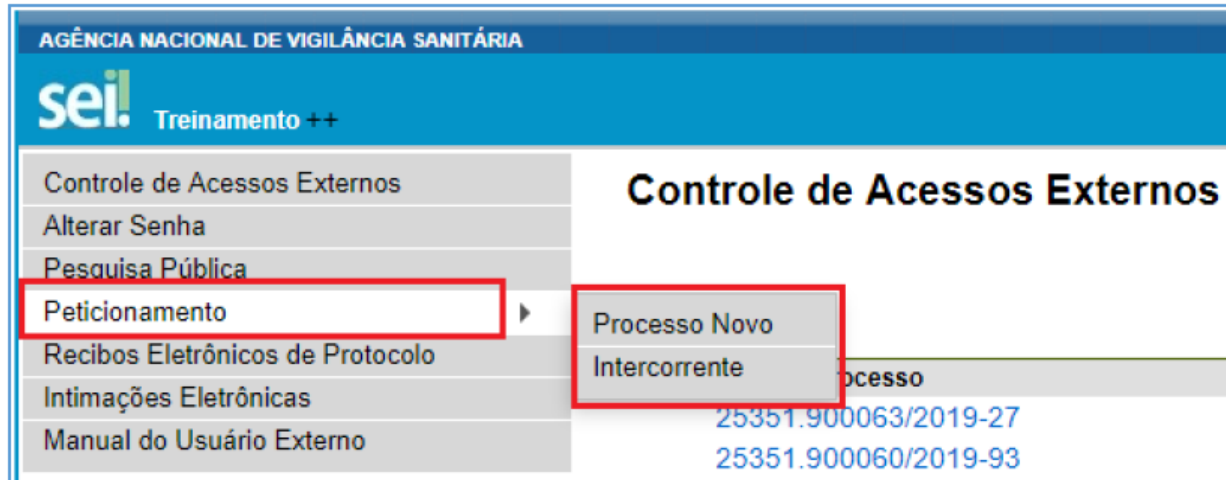 AGÊNCIA NACIONAL DE VIGILÂNCIA SANITÁRIA
sei!
Treinamento ++
Controle de Acessos Externos
Alterar Senha
Pesquisa Pública
Peticionamento
Recibos Eletrônicos de Protocolo
Intimações Eletrônicas
Manual do Usuário Externo
Controle de Acessos Externos
Processo Novo
Intercorrente
ocesso
25351.900063/2019-27
25351.900060/2019-93